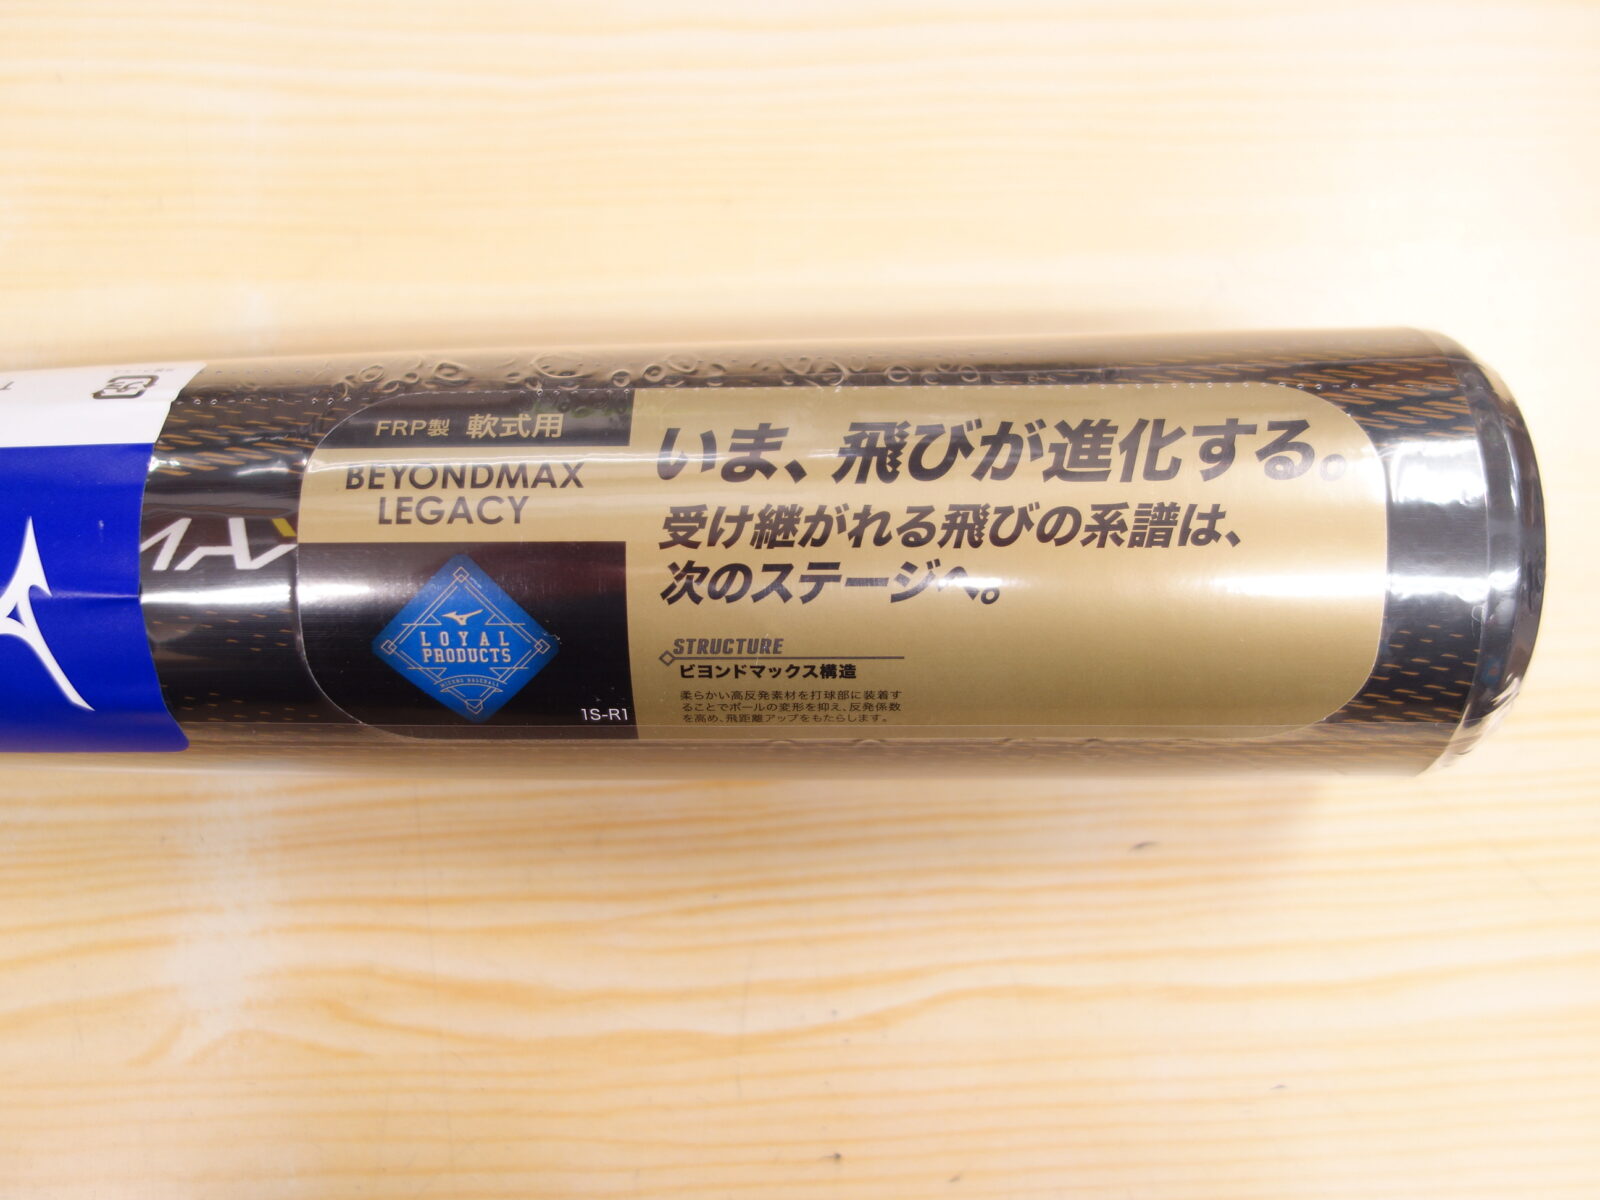 FRP製 軟式用
BEYONDMAX
LEGACY
LOYAL
PRODUCTS
MIZUNO BASEBALL
1S-R1
いま、飛びが進化する。
受け継がれる飛びの系譜は、
次のステージへ。
STRUCTURE
ビヨンドマックス構造
柔らかい高反発素材を打球部に装着す
ることでボールの変形を抑え、反発係数
を高め、飛距離アップをもたらします。